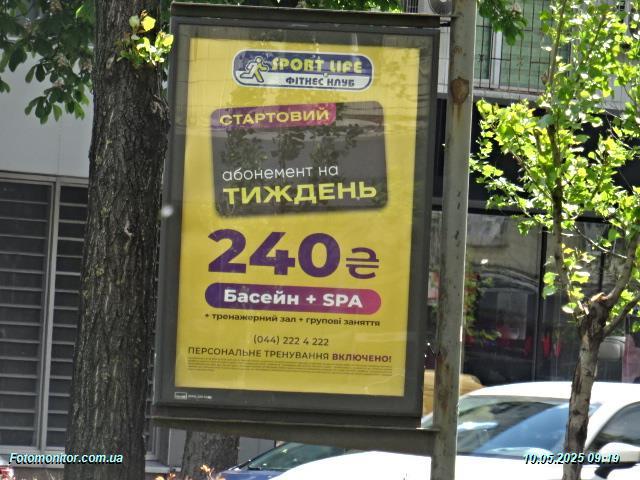 SPORT LIFE
ФІТНЕС КЛУБ
СТАРТОВИЙ
абонемент на
ТИЖДЕНЬ
240₴
Басейн + SPA
+ тренажерний зал + групові заняття
(044) 222 4 222
ПЕРСОНАЛЬНЕ ТРЕНУВАННЯ ВКЛЮЧЕНО!
Fotomonitor.com.ua
10.05.2025 09:19